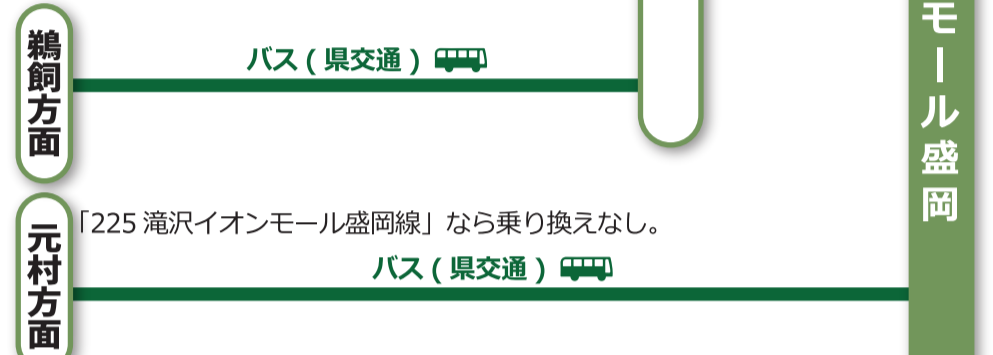 鵜飼方面
バス（県交通）
モール盛岡
元村方面
「225 滝沢イオンモール盛岡線」なら乗り換えなし。
バス（県交通）